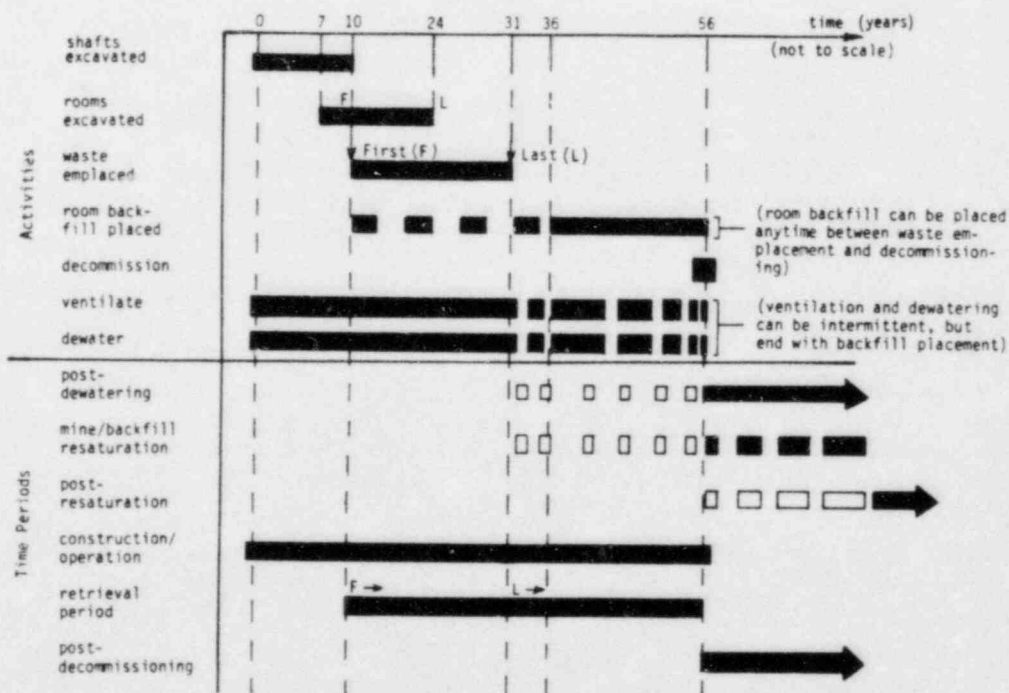 0 7 10 24 31 36 56 time (years)
(not to scale)
shafts
excavated
rooms
excavated
F L
waste
emplaced
First (F) Last (L)
room back-
fill placed
(room backfill can be placed
anytime between waste em-
placement and decommission-
ing)
decommission
ventilate
dewater
(ventilation and dewatering
can be intermittent, but
end with backfill placement)
Activities
post-
dewatering
mine/backfill
resaturation
post-
resaturation
construction/
operation
retrieval
period
F → L →
post-
decommissioning
Time Periods